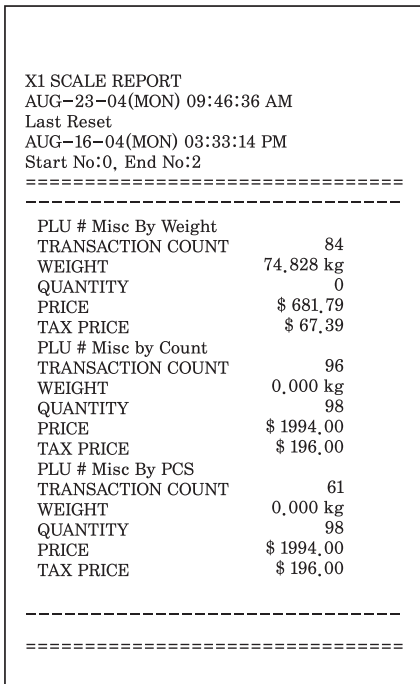 X1 SCALE REPORT
AUG-23-04(MON) 09:46:36 AM
Last Reset
AUG-16-04(MON) 03:33:14 PM
Start No:0, End No:2
================================
--------------------------------
PLU # Misc By Weight
TRANSACTION COUNT 84
WEIGHT 74.828 kg
QUANTITY 0
PRICE $ 681.79
TAX PRICE $ 67.39
PLU # Misc by Count
TRANSACTION COUNT 96
WEIGHT 0.000 kg
QUANTITY 98
PRICE $ 1994.00
TAX PRICE $ 196.00
PLU # Misc By PCS
TRANSACTION COUNT 61
WEIGHT 0.000 kg
QUANTITY 98
PRICE $ 1994.00
TAX PRICE $ 196.00
--------------------------------
================================